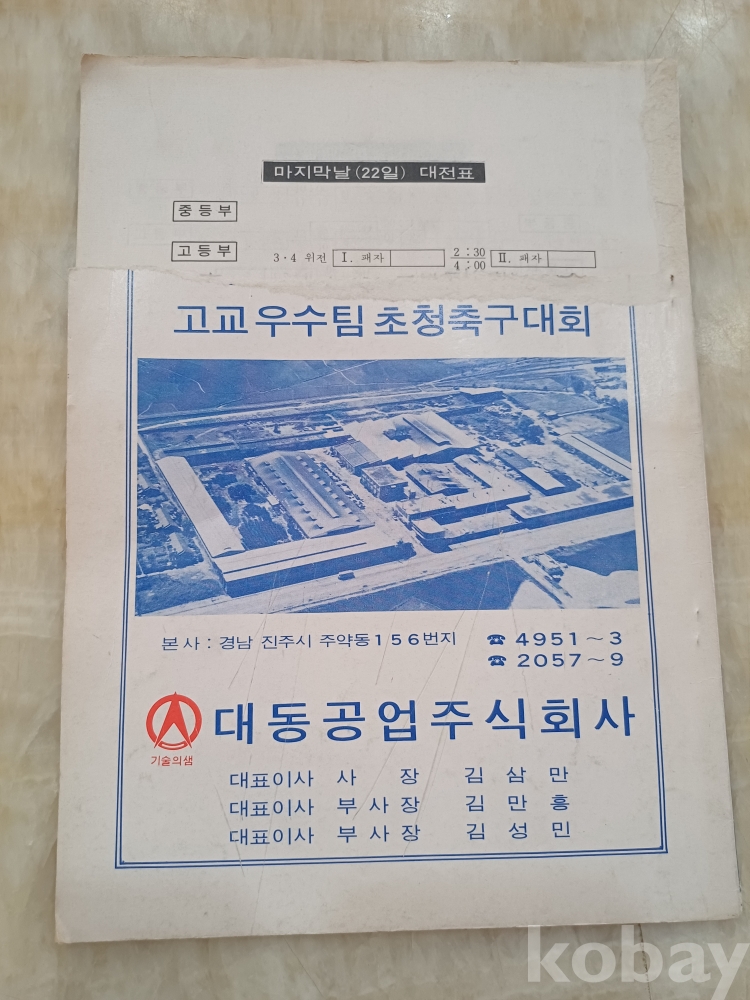 마지막날 (22일) 대전표
중등부
고등부
3·4 위전 Ⅰ. 패자 2:30 4:00 Ⅱ. 패자
고교우수팀초청축구대회
본사 : 경남 진주시 주약동156번지 ☎ 4951~3
☎ 2057~9
대동공업주식회사
기술의샘
대표이사 사 장 김 삼 만
대표이사 부사장 김 만 홍
대표이사 부사장 김 성 민
kobay